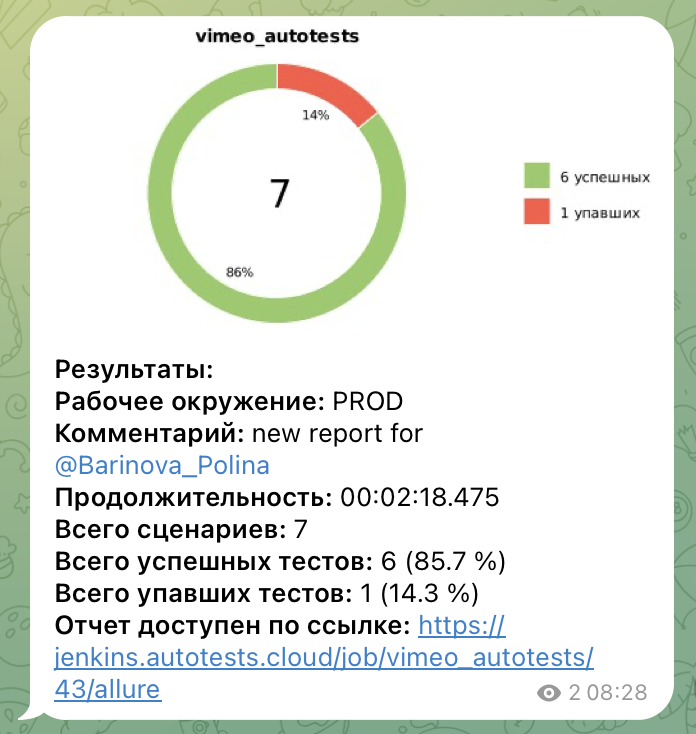 vimeo_autotests
14%
7
86%
6 успешных
1 упавших
Результаты:
Рабочее окружение: PROD
Комментарий: new report for
@Barinova_Polina
Продолжительность: 00:02:18.475
Всего сценариев: 7
Всего успешных тестов: 6 (85.7 %)
Всего упавших тестов: 1 (14.3 %)
Отчет доступен по ссылке: https://
jenkins.autotests.cloud/job/vimeo_autotests/
43/allure
2 08:28